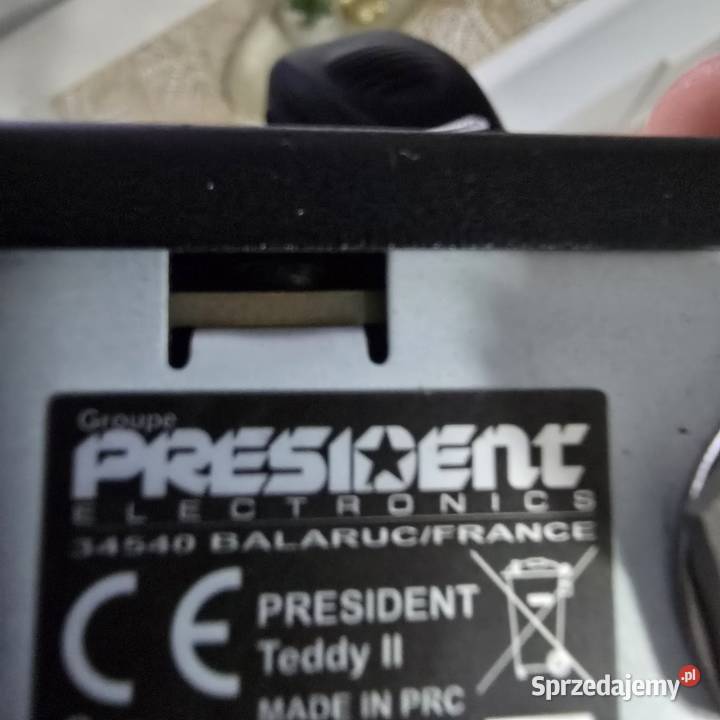 Groupe
PRESIDENT
ELECTRONICS
34540 BALARUC/FRANCE
CE
PRESIDENT
Teddy II
MADE IN PRC
Sprzedajemy.pl